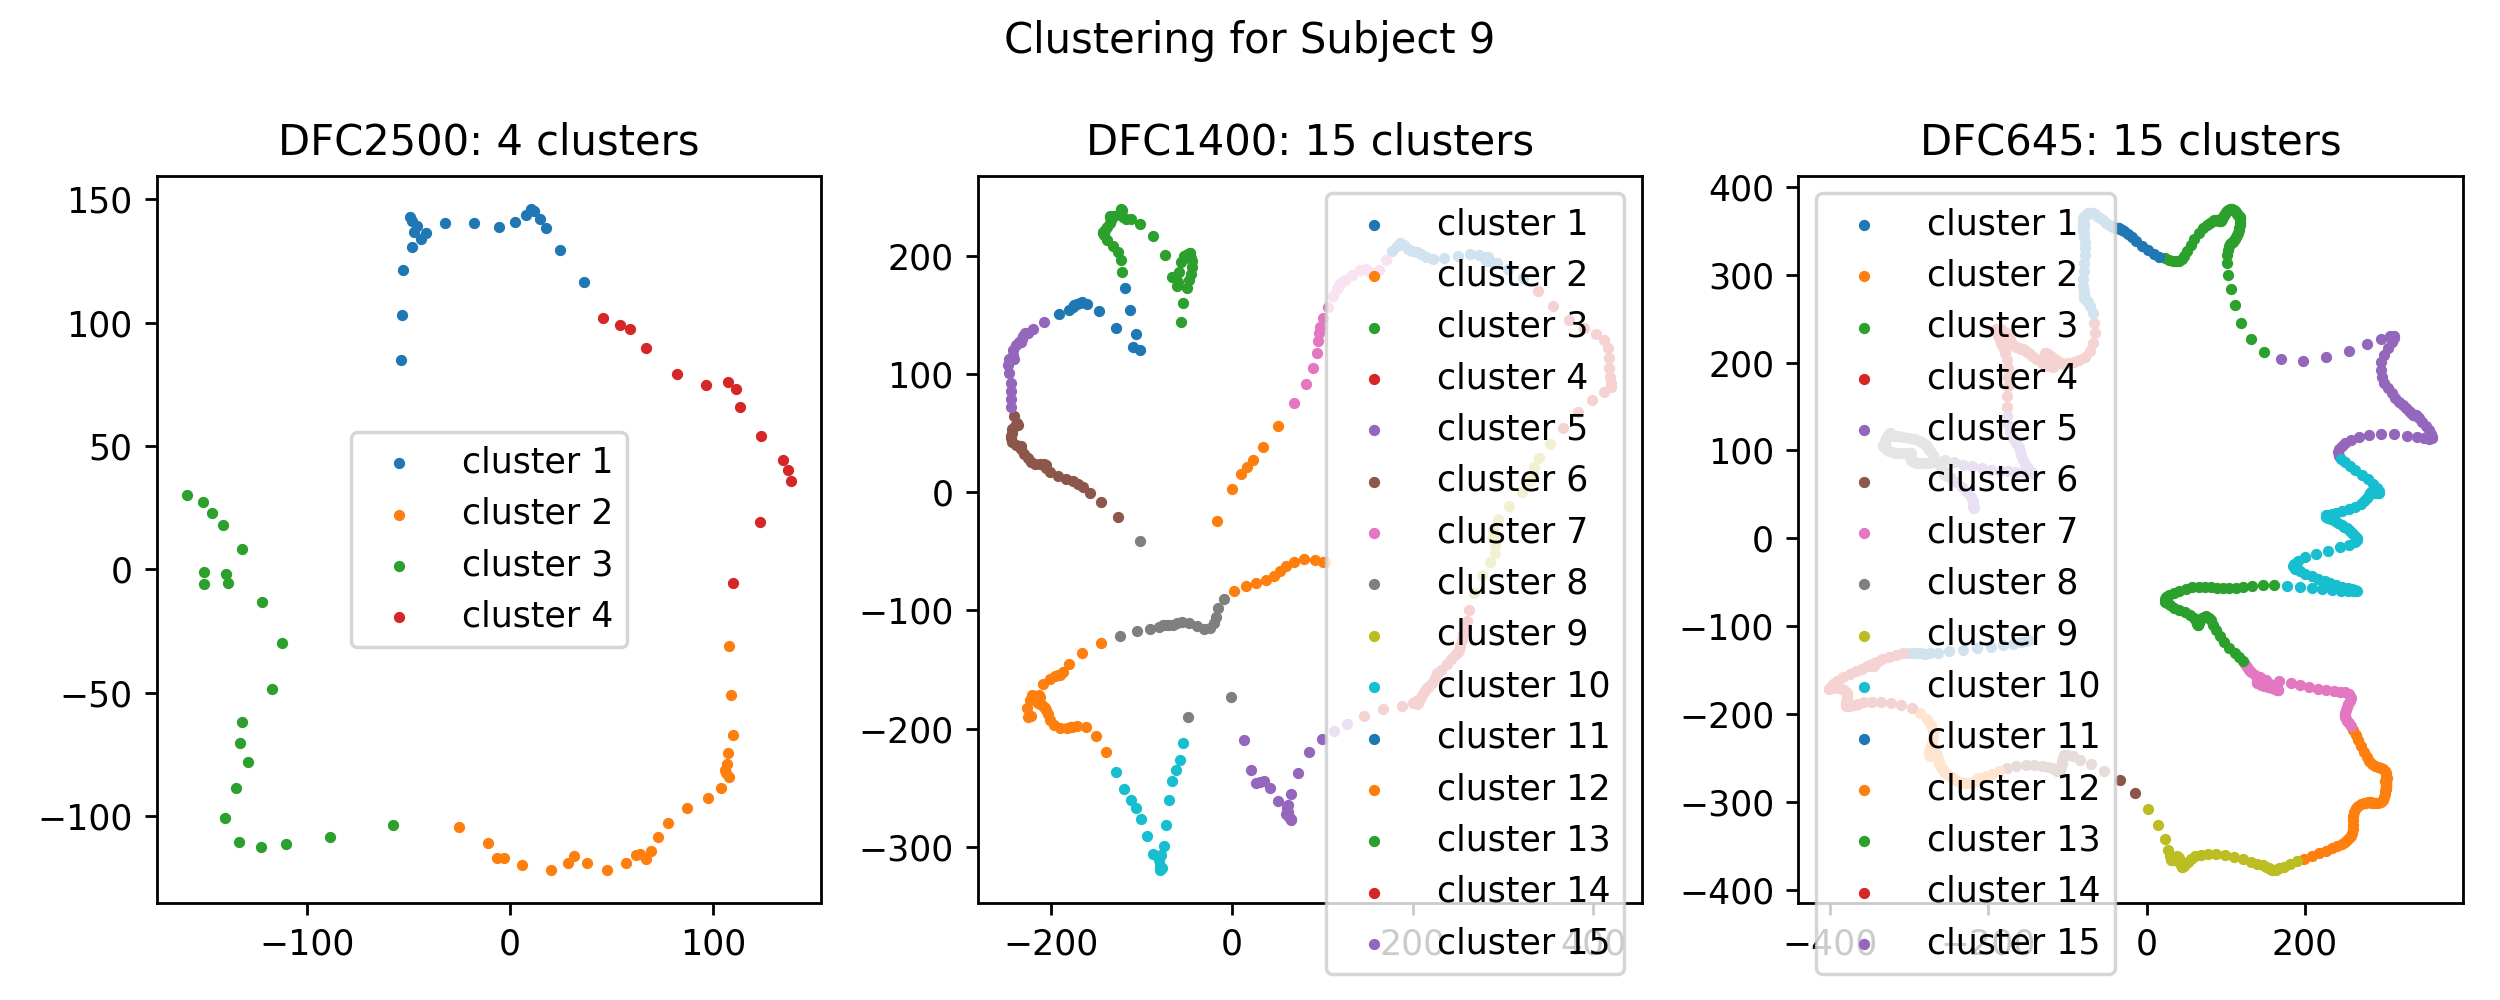 Clustering for Subject 9
DFC2500: 4 clusters
150
100
50
0
−50
−100
−100
0
100
cluster 1
cluster 2
cluster 3
cluster 4
DFC1400: 15 clusters
200
100
0
−100
−200
−300
−200
0
200
400
cluster 1
cluster 2
cluster 3
cluster 4
cluster 5
cluster 6
cluster 7
cluster 8
cluster 9
cluster 10
cluster 11
cluster 12
cluster 13
cluster 14
cluster 15
DFC645: 15 clusters
400
300
200
100
0
−100
−200
−300
−400
−400
−200
0
200
cluster 1
cluster 2
cluster 3
cluster 4
cluster 5
cluster 6
cluster 7
cluster 8
cluster 9
cluster 10
cluster 11
cluster 12
cluster 13
cluster 14
cluster 15